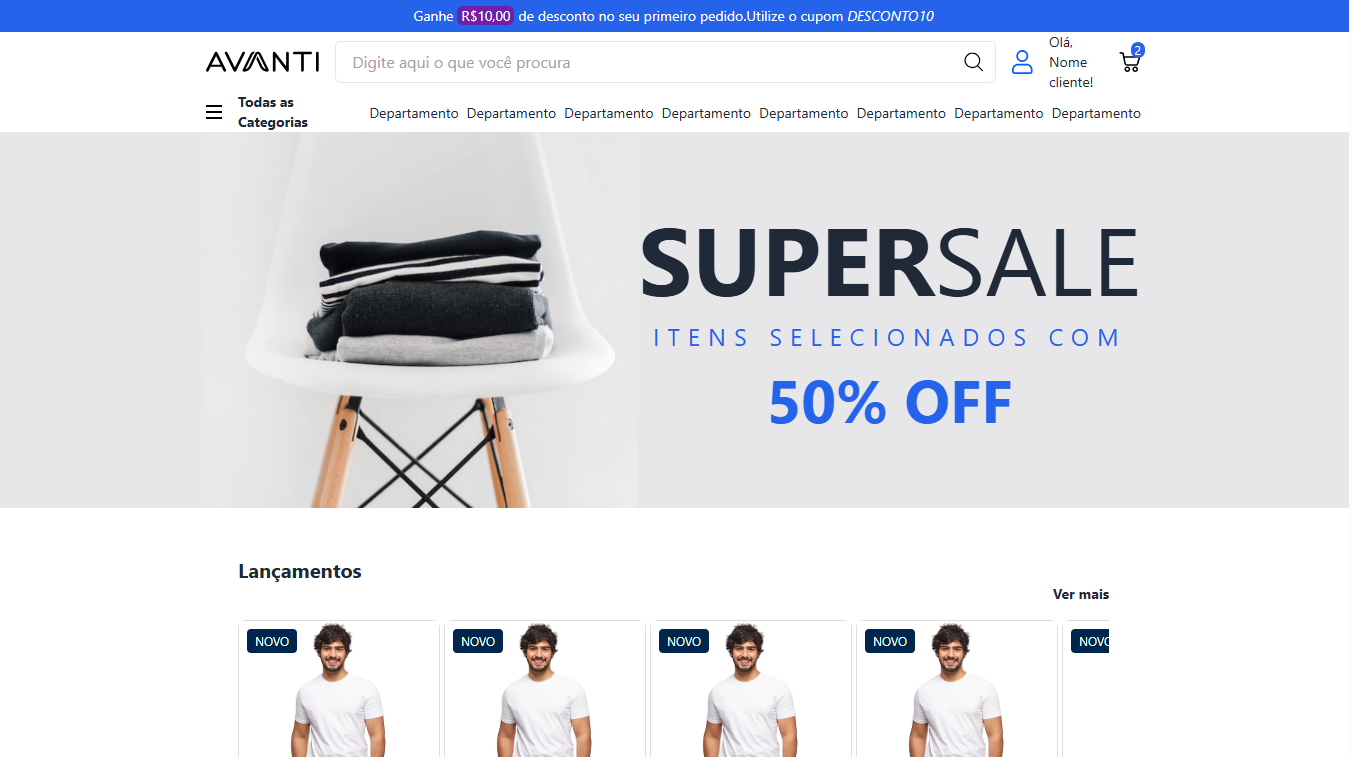 Ganhe R$10,00 de desconto no seu primeiro pedido.Utilize o cupom DESCONTO10
AVANTI
Digite aqui o que você procura
Olá,
Nome
cliente!
2
Todas as
Categorias
Departamento Departamento Departamento Departamento Departamento Departamento Departamento Departamento
SUPERSALE
ITENS SELECIONADOS COM
50% OFF
Lançamentos
Ver mais
NOVO NOVO NOVO NOVO NOVO